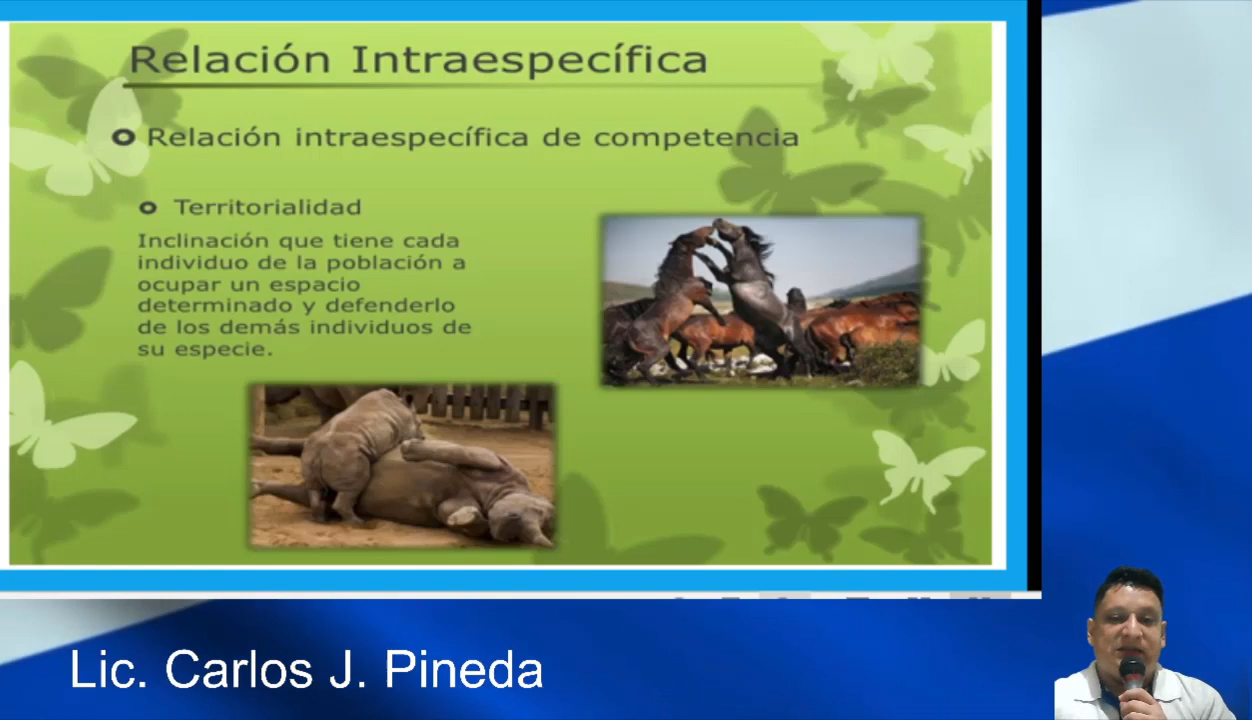 Relación Intraespecífica
Relación intraespecífica de competencia
Territorialidad
Inclinación que tiene cada
individuo de la población a
ocupar un espacio
determinado y defenderlo
de los demás individuos de
su especie.
Lic. Carlos J. Pineda